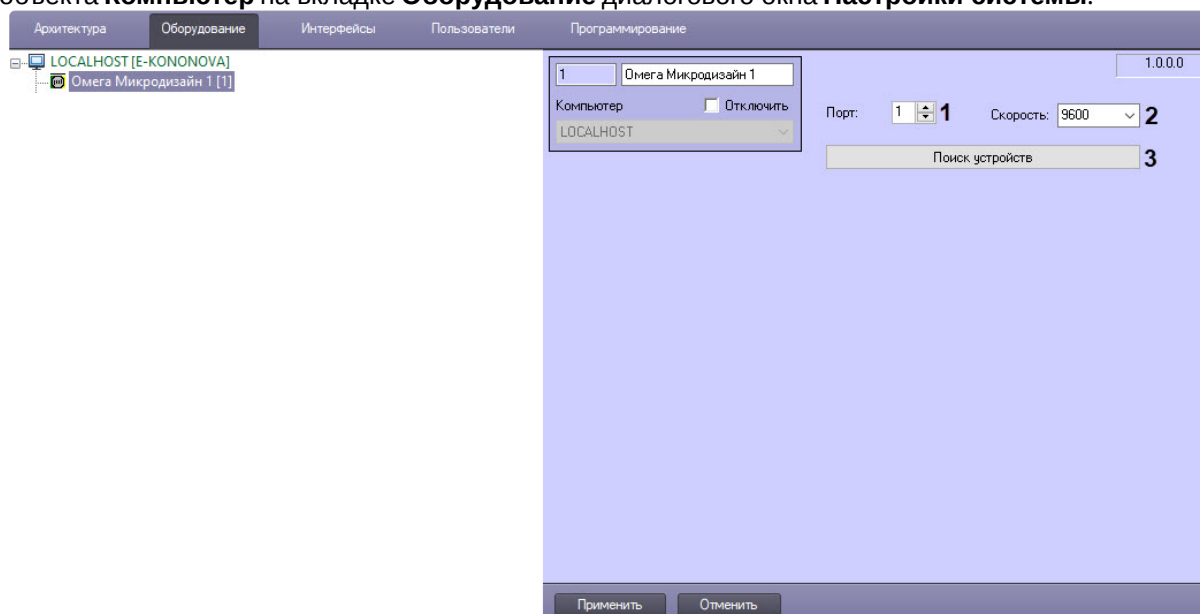 объекта Компьютер на вкладке Оборудование диалогового окна Настройки системы.
Архитектура Оборудование Интерфейсы Пользователи Программирование
LOCALHOST [E-KONONOVA]
Омега Микродизайн 1 [1]
1 Омега Микродизайн 1
1.0.0.0
Компьютер Отключить
LOCALHOST
Порт: 1 1 Скорость: 9600 2
Поиск устройств 3
Применить Отменить